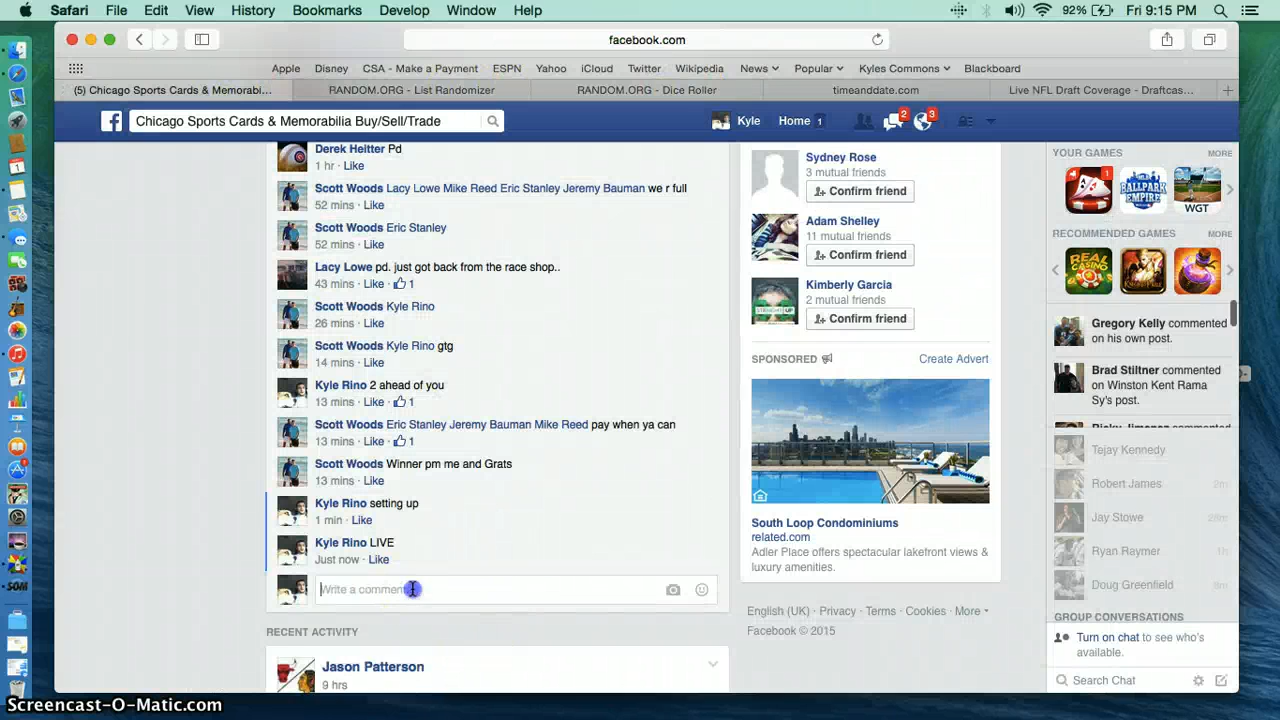 Safari File Edit View History Bookmarks Develop Window Help 92% Fri 9:15 PM
facebook.com
Apple Disney CSA - Make a Payment ESPN Yahoo iCloud Twitter Wikipedia News Popular Kyles Commons Blackboard
(5) Chicago Sports Cards & Memorabi... RANDOM.ORG - List Randomizer RANDOM.ORG - Dice Roller timeanddate.com Live NFL Draft Coverage - Draftcas...
Chicago Sports Cards & Memorabilia Buy/Sell/Trade Kyle Home 1 2 3
Derek Heitter Pd
1 hr · Like
Scott Woods Lacy Lowe Mike Reed Eric Stanley Jeremy Bauman we r full
52 mins · Like
Scott Woods Eric Stanley
52 mins · Like
Lacy Lowe pd. just got back from the race shop..
43 mins · Like · 1
Scott Woods Kyle Rino
26 mins · Like
Scott Woods Kyle Rino gtg
14 mins · Like
Kyle Rino 2 ahead of you
13 mins · Like · 1
Scott Woods Eric Stanley Jeremy Bauman Mike Reed pay when ya can
13 mins · Like · 1
Scott Woods Winner pm me and Grats
13 mins · Like
Kyle Rino setting up
1 min · Like
Kyle Rino LIVE
Just now · Like
Write a comment
RECENT ACTIVITY
Jason Patterson
9 hrs
Sydney Rose
3 mutual friends
Confirm friend
Adam Shelley
11 mutual friends
Confirm friend
Kimberly Garcia
2 mutual friends
Confirm friend
SPONSORED Create Advert
South Loop Condominiums
related.com
Adler Place offers spectacular lakefront views &
luxury amenities.
English (UK) · Privacy · Terms · Cookies · More
Facebook © 2015
YOUR GAMES MORE
1 BALLPARK EMPIRE WGT
RECOMMENDED GAMES MORE
REAL CASINO
Gregory Kelly commented
on his own post.
Brad Stiltner commented
on Winston Kent Rama
Sy's post.
Ricky Jimenez commented
Tejay Kennedy
Robert James 2m
Jay Stowe
Ryan Raymer 1h
Doug Greenfield
GROUP CONVERSATIONS
Turn on chat to see who's
available.
Search Chat
Screencast-O-Matic.com